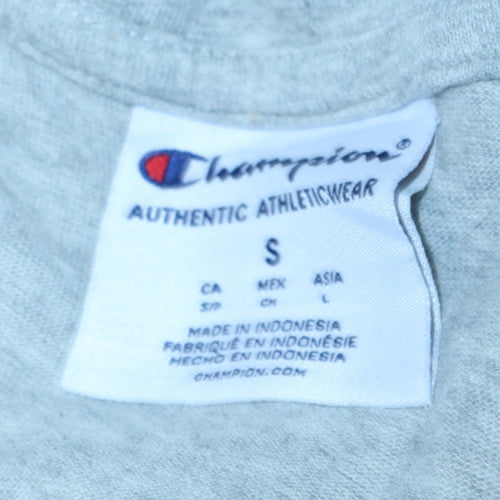 Champion®
AUTHENTIC ATHLETICWEAR
S
CA MEX ASIA
S/P CH L
MADE IN INDONESIA
FABRIQUÉ EN INDONÉSIE
HECHO EN INDONESIA
CHAMPION.COM